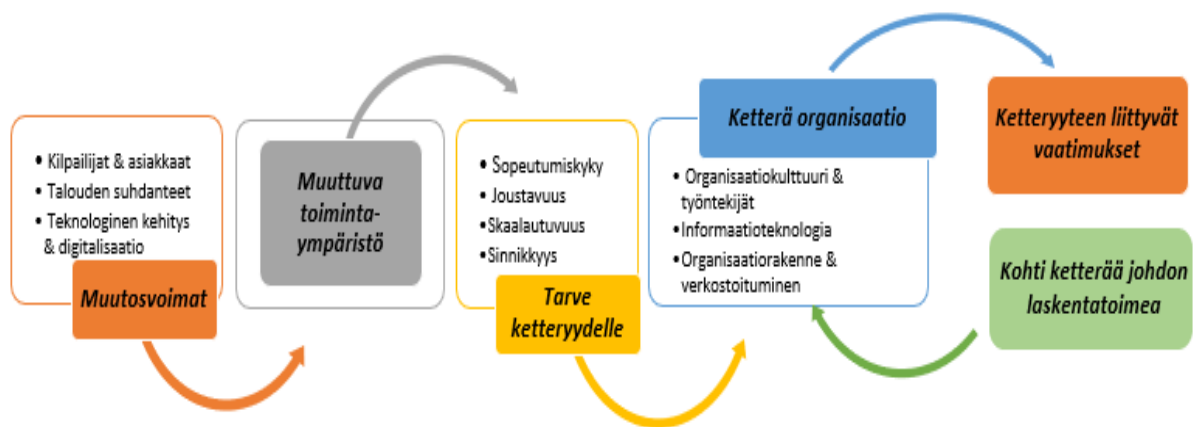 • Kilpailijat & asiakkaat
• Talouden suhdanteet
• Teknologinen kehitys
& digitalisaatio
Muutosvoimat
Muuttuva
toiminta-
ympäristö
• Sopeutumiskyky
• Joustavuus
•Skaalautuvuus
•Sinnikkyys
Tarve
ketteryydelle
Ketterä organisaatio
• Organisaatiokulttuuri &
työntekijät
•Informaatioteknologia
•Organisaatiorakenne &
verkostoituminen
Ketteryyteen liittyvät
vaatimukset
Kohti ketterää johdon
laskentatoimea